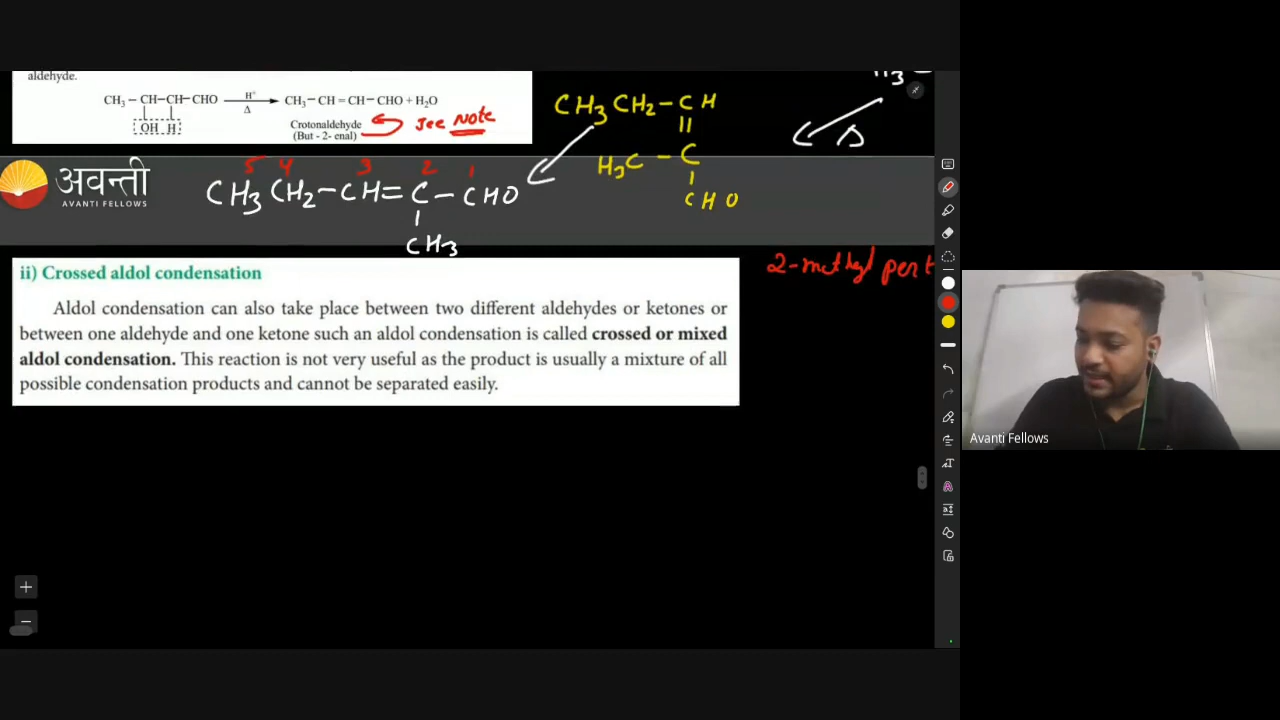 aldehyde.
CH₃ – CH–CH–CHO H⁺ Δ CH₃–CH=CH–CHO + H₂O
OH H
Crotonaldehyde
(But - 2- enal)
See Note
CH₃ CH₂–CH
||
H₃C – C
CHO
H₃
Δ
अवन्ती
AVANTI FELLOWS
5 4 3 2 1
CH₃ CH₂–CH=C–CHO
CH₃
2-methyl pent
ii) Crossed aldol condensation
Aldol condensation can also take place between two different aldehydes or ketones or
between one aldehyde and one ketone such an aldol condensation is called crossed or mixed
aldol condensation. This reaction is not very useful as the product is usually a mixture of all
possible condensation products and cannot be separated easily.
Avanti Fellows